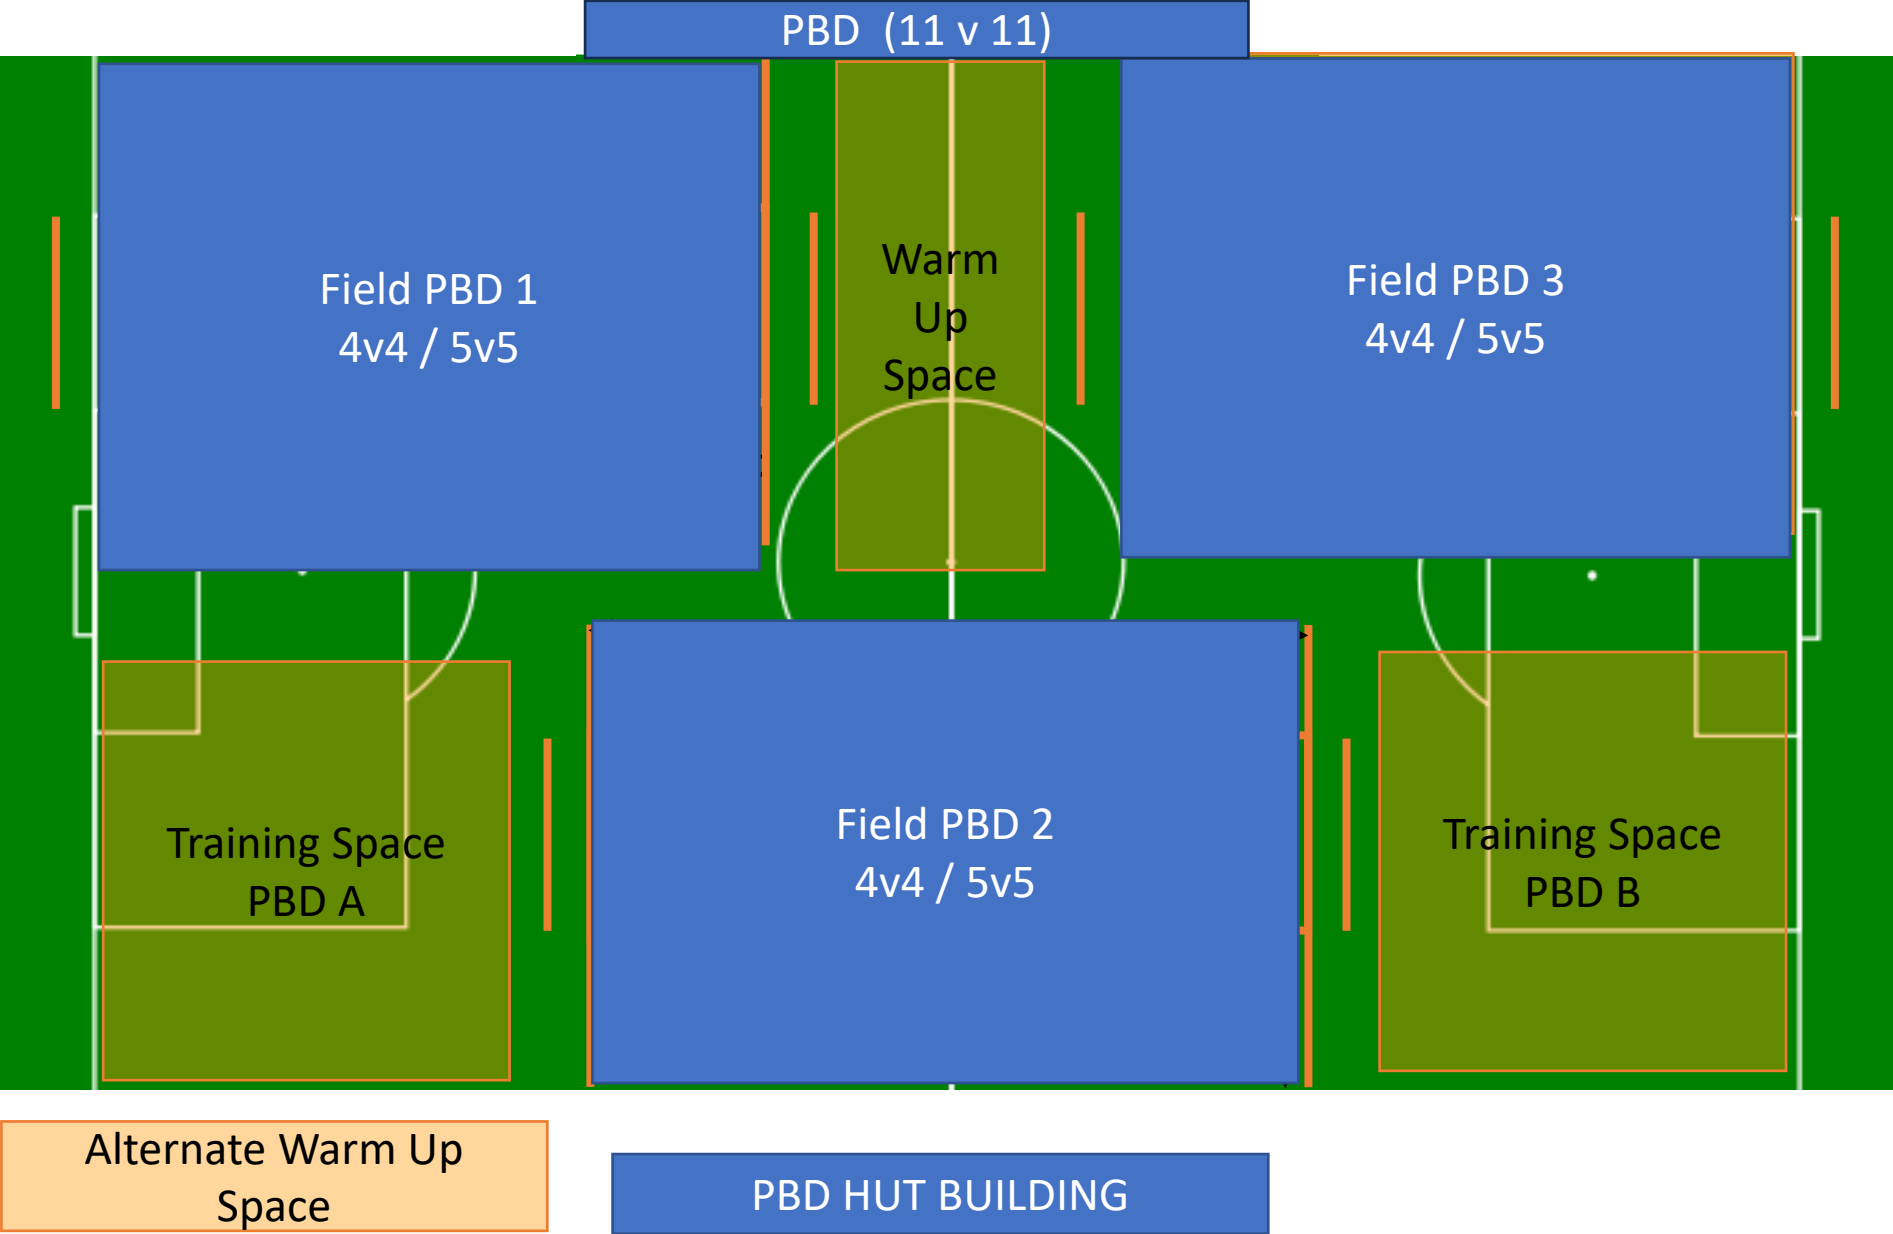 PBD  (11 v 11)
Field PBD 1
4v4 / 5v5
Warm
Up
Space
Field PBD 3
4v4 / 5v5
Training Space
PBD A
Field PBD 2
4v4 / 5v5
Training Space
PBD B
Alternate Warm Up
Space
PBD HUT BUILDING